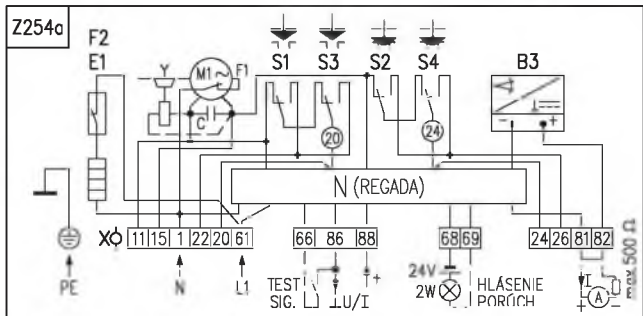 Z254a
F2
E1
Y
M1 ~
F1
C
S1
S3
S2
S4
B3
20
24
- +
N (REGADA)
X
11 15 1 22 20 61
66 86 88
68 69
24 26 81 82
PE
N
L1
TEST
SIG.
U/I
+
24V
2W
HLÁSENIE
PORÚCH
I
A
+ -
max 500 Ω